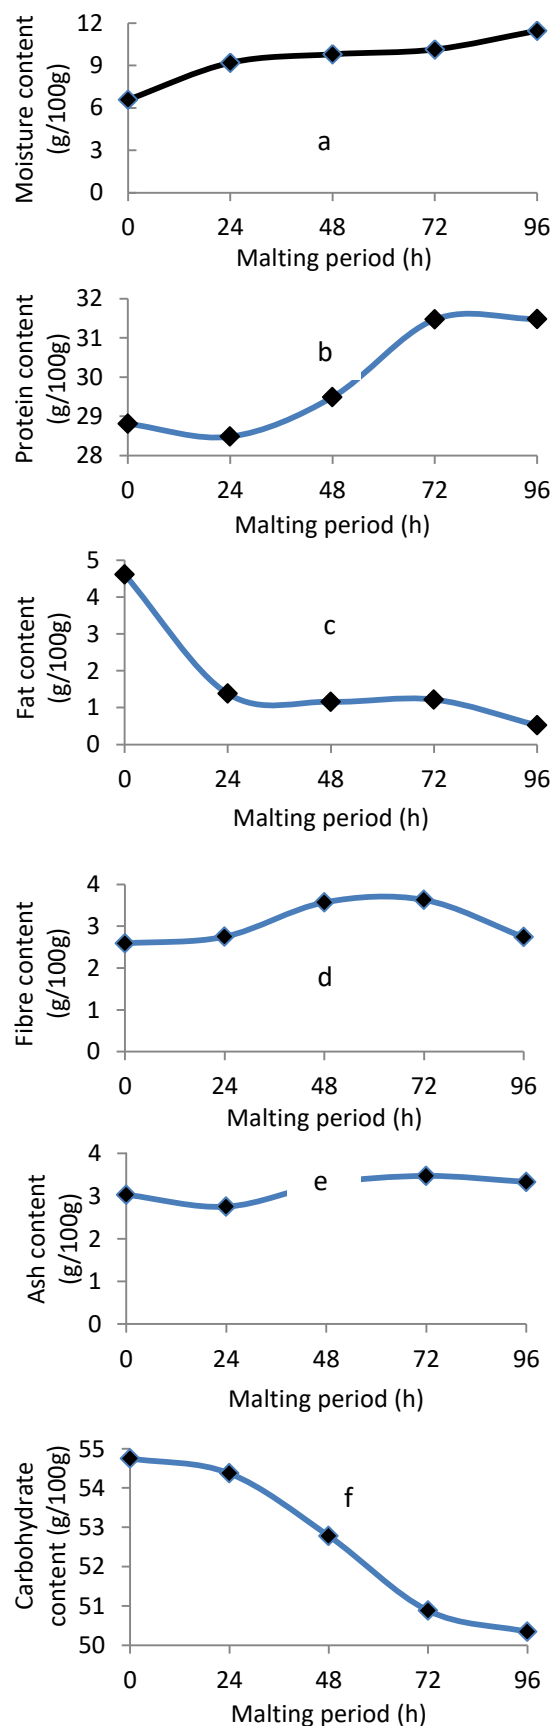 Moisture content
(g/100g)
12
9
6
3
0
a
0 24 48 72 96
Malting period (h)
Protein content
(g/100g)
32
31
30
29
28
b
0 24 48 72 96
Malting period (h)
Fat content
(g/100g)
5
4
3
2
1
0
c
0 24 48 72 96
Malting period (h)
Fibre content
(g/100g)
4
3
2
1
0
d
0 24 48 72 96
Malting period (h)
Ash content
(g/100g)
4
3
2
1
0
e
0 24 48 72 96
Malting period (h)
Carbohydrate
content (g/100g)
55
54
53
52
51
50
f
0 24 48 72 96
Malting period (h)